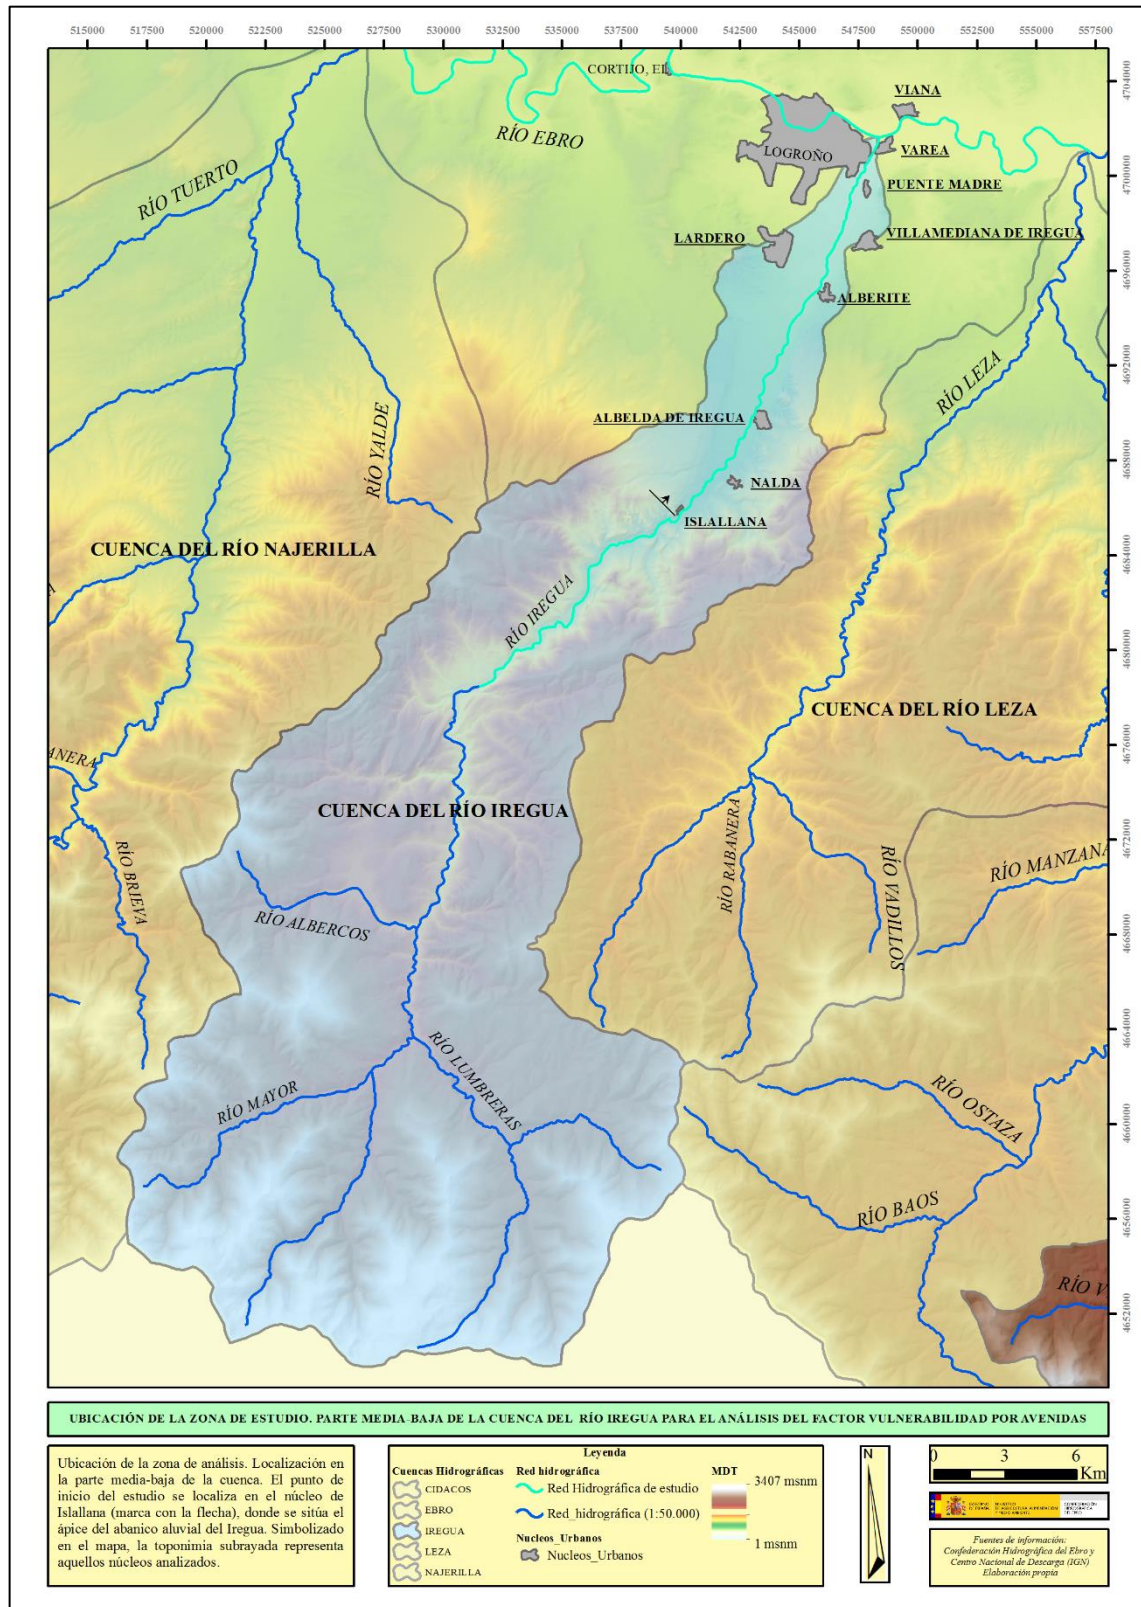 515000 517500 520000 522500 525000 527500 530000 532500 535000 537500 540000 542500 545000 547500 550000 552500 555000 557500
CORTIJO, EL
4704000
VIANA
RÍO EBRO
LOGROÑO
VAREA
RÍO TUERTO
4700000
PUENTE MADRE
LARDERO
VILLAMEDIANA DE IREGUA
4696000
ALBERITE
4692000
RÍO LEZA
ALBELDA DE IREGUA
RÍO YALDE
4688000
NALDA
ISLALLANA
CUENCA DEL RÍO NAJERILLA
4684000
RÍO IREGUA
4680000
CUENCA DEL RÍO LEZA
ANERA
4676000
CUENCA DEL RÍO IREGUA
RÍO RABANERA
4672000
RÍO MANZANA
RÍO BRIEVA
RÍO VADILLOS
RÍO ALBERCOS
4668000
4664000
RÍO LUMBRERAS
RÍO MAYOR
RÍO OSTAZA
4660000
RÍO BAOS
4656000
RÍO V
4652000
UBICACIÓN DE LA ZONA DE ESTUDIO. PARTE MEDIA-BAJA DE LA CUENCA DEL RÍO IREGUA PARA EL ANÁLISIS DEL FACTOR VULNERABILIDAD POR AVENIDAS
Ubicación de la zona de análisis. Localización en
la parte media-baja de la cuenca. El punto de
inicio del estudio se localiza en el núcleo de
Islallana (marca con la flecha), donde se sitúa el
ápice del abanico aluvial del Iregua. Simbolizado
en el mapa, la toponimia subrayada representa
aquellos núcleos analizados.
Leyenda
Cuencas Hidrográficas
CIDACOS
EBRO
IREGUA
LEZA
NAJERILLA
Red hidrográfica
Red Hidrográfica de estudio
Red_hidrográfica (1:50.000)
Nucleos_Urbanos
Nucleos_Urbanos
MDT
3407 msnm
1 msnm
N
0 3 6
Km
Fuentes de información:
Confederación Hidrográfica del Ebro y
Centro Nacional de Descarga (IGN)
Elaboración propia